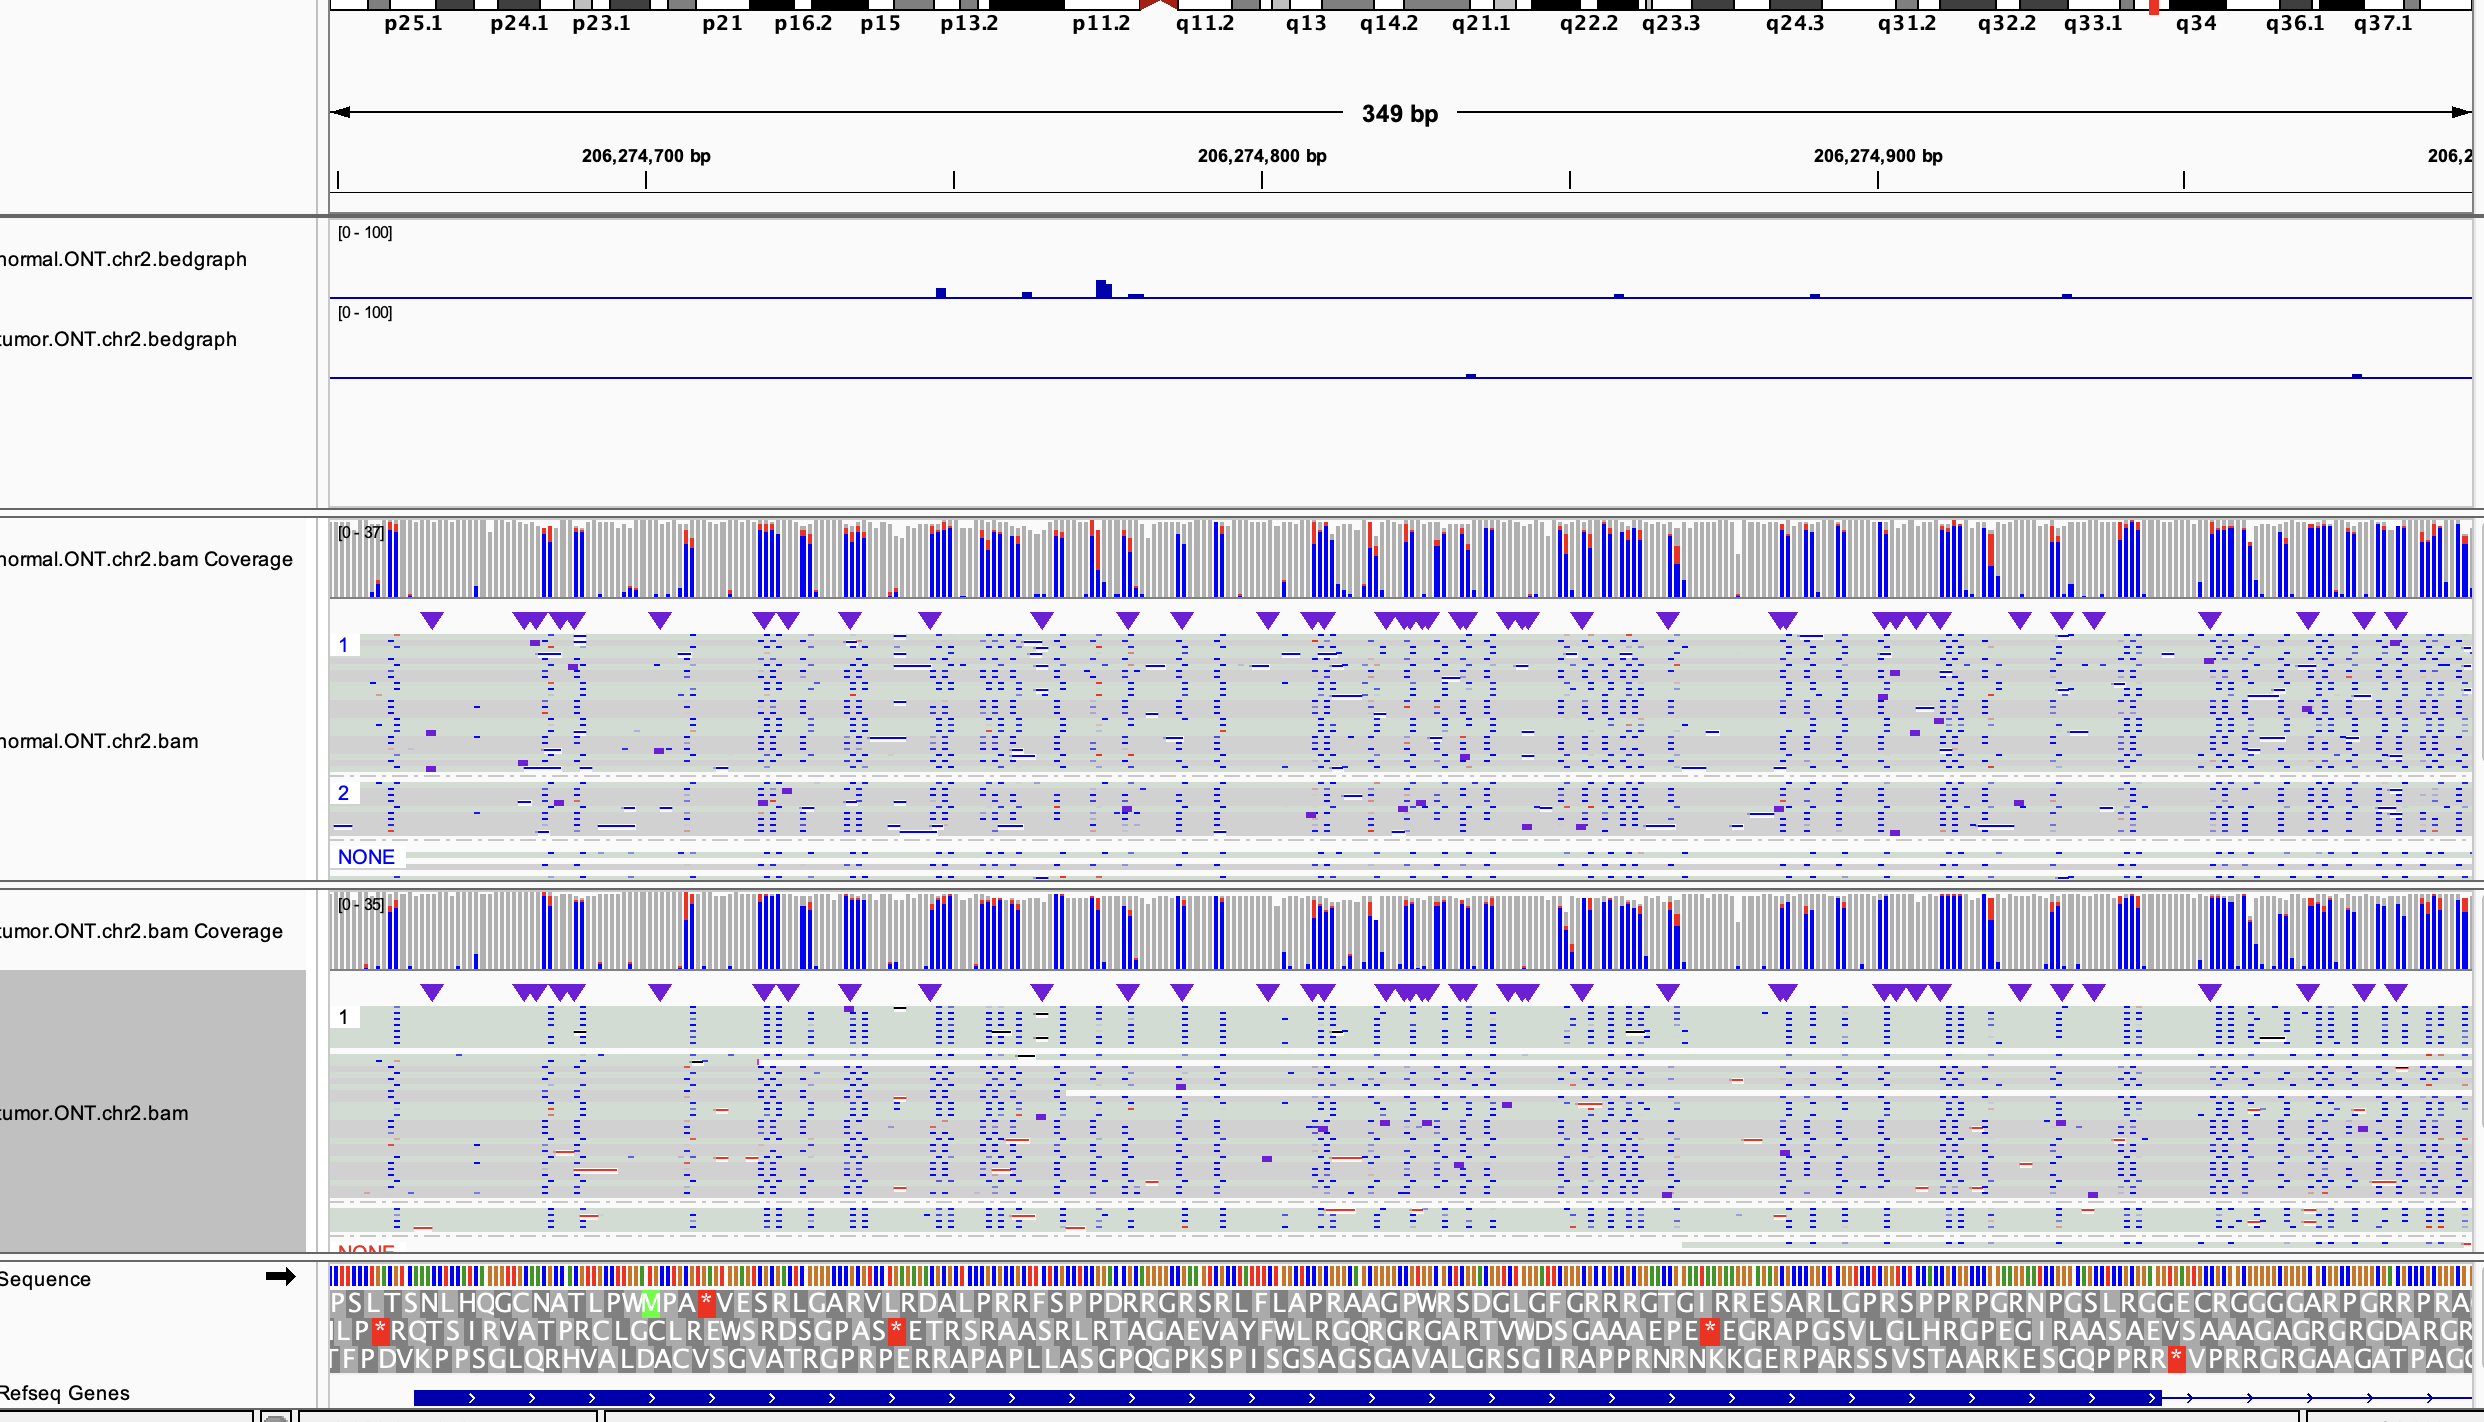 p25.1 p24.1 p23.1 p21 p16.2 p15 p13.2 p11.2 q11.2 q13 q14.2 q21.1 q22.2 q23.3 q24.3 q31.2 q32.2 q33.1 q34 q36.1 q37.1
349 bp
206,274,700 bp 206,274,800 bp 206,274,900 bp 206,2
[0 - 100]
normal.ONT.chr2.bedgraph
[0 - 100]
tumor.ONT.chr2.bedgraph
[0 - 37]
normal.ONT.chr2.bam Coverage
1
normal.ONT.chr2.bam
2
NONE
[0 - 35]
tumor.ONT.chr2.bam Coverage
1
tumor.ONT.chr2.bam
NONE
Sequence
PSLTSNLHQGCNATLPWMPA*VESRLGARVLRDALPRRFSPPDRRGRSRLFLAPRAAGPWRSDGLGFGRRRGTGIRRESARLGPRSPPRPGRNPGSLRGGECRGGGGARPGRRPRA
LP*RQTSIRVATPRCLGCLREWSRDSGPAS*ETRSRAASRLRTAGAEVAYFWLRGQRGRGARTVWDSGAAAEPE*EGRAPGSVLGLHRGPEGIRAASAEVSAAAGAGRGRGDARGR
TFPDVKPPSGLQRHVALDACVSGVATRGPRPERRAPAPLLASGPQGPKSPISGSAGSGAVALGRSGIRAPPRNRNKKGERPARSSVSTAARKESGQPPRR*VPRRGRGAAGATPAG
Refseq Genes